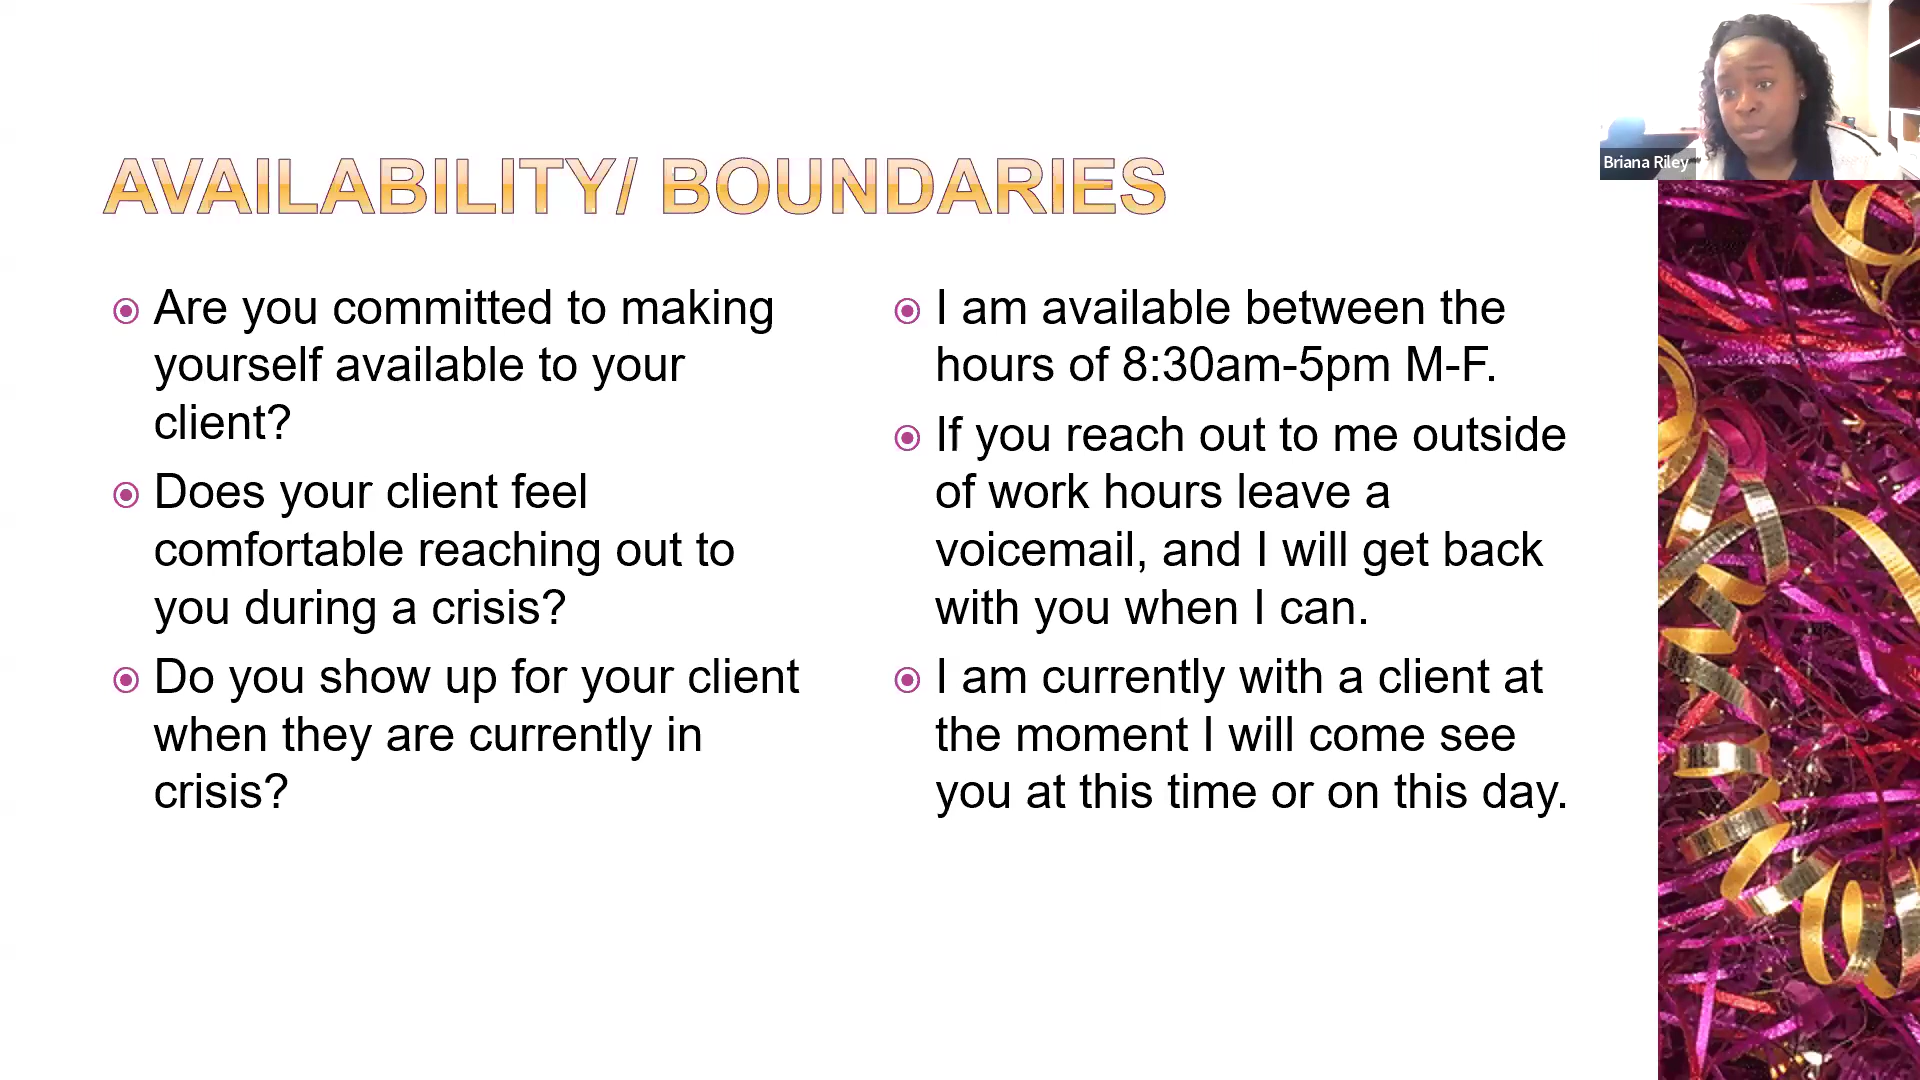 AVAILABILITY/ BOUNDARIES
Are you committed to making
yourself available to your
client?
Does your client feel
comfortable reaching out to
you during a crisis?
Do you show up for your client
when they are currently in
crisis?
I am available between the
hours of 8:30am-5pm M-F.
If you reach out to me outside
of work hours leave a
voicemail, and I will get back
with you when I can.
I am currently with a client at
the moment I will come see
you at this time or on this day.
Briana Riley